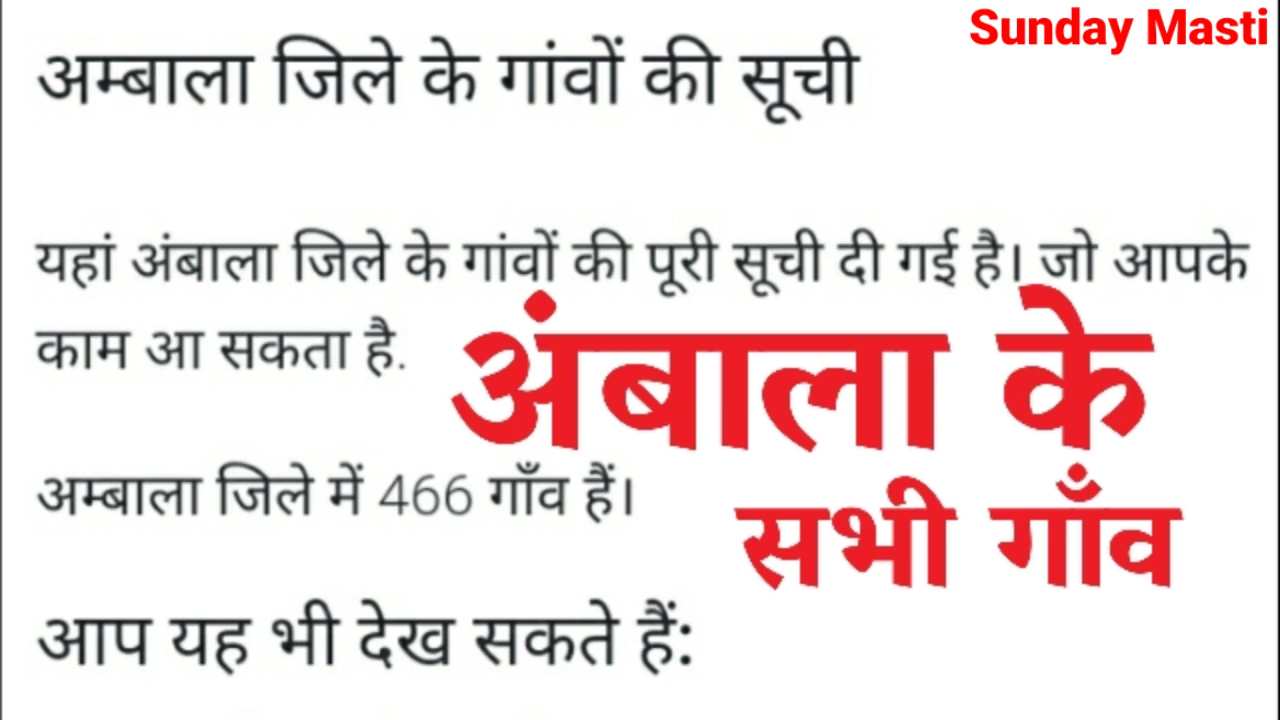 Sunday Masti
अम्बाला जिले के गांवों की सूची
यहां अंबाला जिले के गांवों की पूरी सूची दी गई है। जो आपके
काम आ सकता है.
अंबाला के
अम्बाला जिले में 466 गाँव हैं।
सभी गाँव
आप यह भी देख सकते हैं: